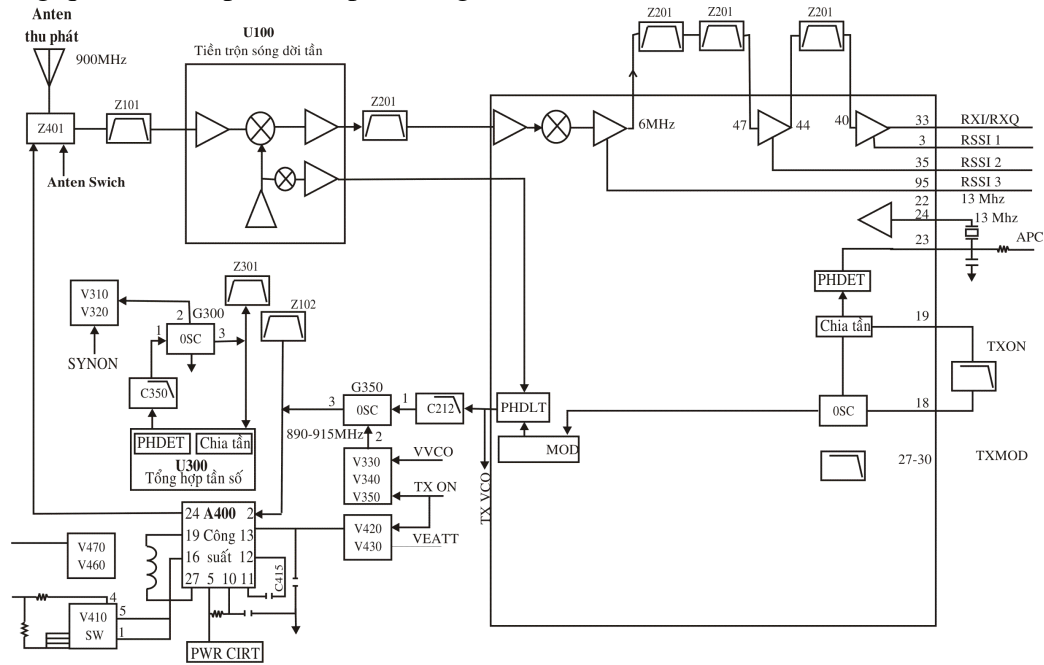 Anten
thu phát
900MHz
U100
Tiền trộn sóng dời tần
Z201
Z201
Z201
Z401
Z101
Z201
6MHz
47
44
40
33
RXI/RXQ
3
RSSI 1
35
RSSI 2
95
RSSI 3
Anten Swich
22
13 Mhz
24
13 Mhz
23
APC
PHDET
Chia tần
19
TXON
0SC
18
27-30
TXMOD
Z301
Z102
V310
V320
2
G300
1
0SC
3
SYNON
C350
PHDET
Chia tần
U300
Tổng hợp tần số
G350
3
0SC
1
C212
PHDLT
MOD
890-915MHz
2
V330
V340
V350
VVCO
TX ON
TX VCO
V420
V430
VEATT
24 A400 2
19 Công 13
16 suất 12
27 5 10 11
C415
V470
V460
4
V410
SW
5
1
PWR CIRT